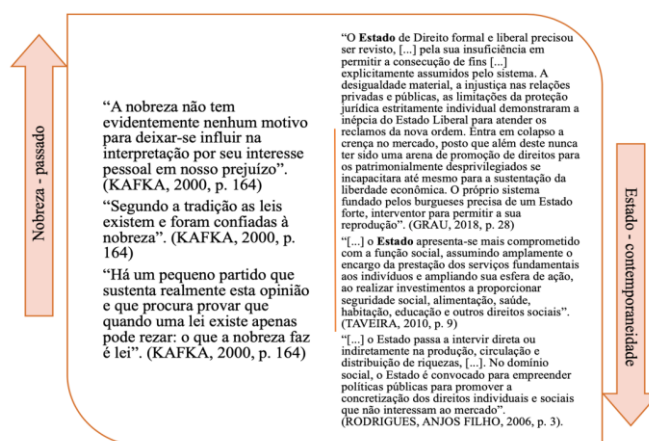 Nobreza - passado
“A nobreza não tem
evidentemente nenhum motivo
para deixar-se influir na
interpretação por seu interesse
pessoal em nosso prejuízo”.
(KAFKA, 2000, p. 164)
“Segundo a tradição as leis
existem e foram confiadas à
nobreza”. (KAFKA, 2000, p.
164)
“Há um pequeno partido que
sustenta realmente esta opinião
e que procura provar que
quando uma lei existe apenas
pode rezar: o que a nobreza faz
é lei”. (KAFKA, 2000, p. 164)
“O Estado de Direito formal e liberal precisou
ser revisto, [...] pela sua insuficiência em
permitir a consecução de fins [...]
explicitamente assumidos pelo sistema. A
desigualdade material, a injustiça nas relações
privadas e públicas, as limitações da proteção
jurídica estritamente individual demonstraram a
inépcia do Estado Liberal para atender os
reclamos da nova ordem. Entra em colapso a
crença no mercado, posto que além deste nunca
ter sido uma arena de promoção de direitos para
os patrimonialmente desprivilegiados se
incapacitara até mesmo para a sustentação da
liberdade econômica. O próprio sistema
fundado pelos burgueses precisa de um Estado
forte, interventor para permitir a sua
reprodução”. (GRAU, 2018, p. 28)
“[...] o Estado apresenta-se mais comprometido
com a função social, assumindo amplamente o
encargo da prestação dos serviços fundamentais
aos indivíduos e ampliando sua esfera de ação,
ao realizar investimentos a proporcionar
seguridade social, alimentação, saúde,
habitação, educação e outros direitos sociais”.
(TAVEIRA, 2010, p. 9)
“[...] o Estado passa a intervir direta ou
indiretamente na produção, circulação e
distribuição de riquezas, [...]. No domínio
social, o Estado é convocado para empreender
políticas públicas para promover a
concretização dos direitos individuais e sociais
que não interessam ao mercado”.
(RODRIGUES, ANJOS FILHO, 2006, p. 3).
Estado - contemporaneidade